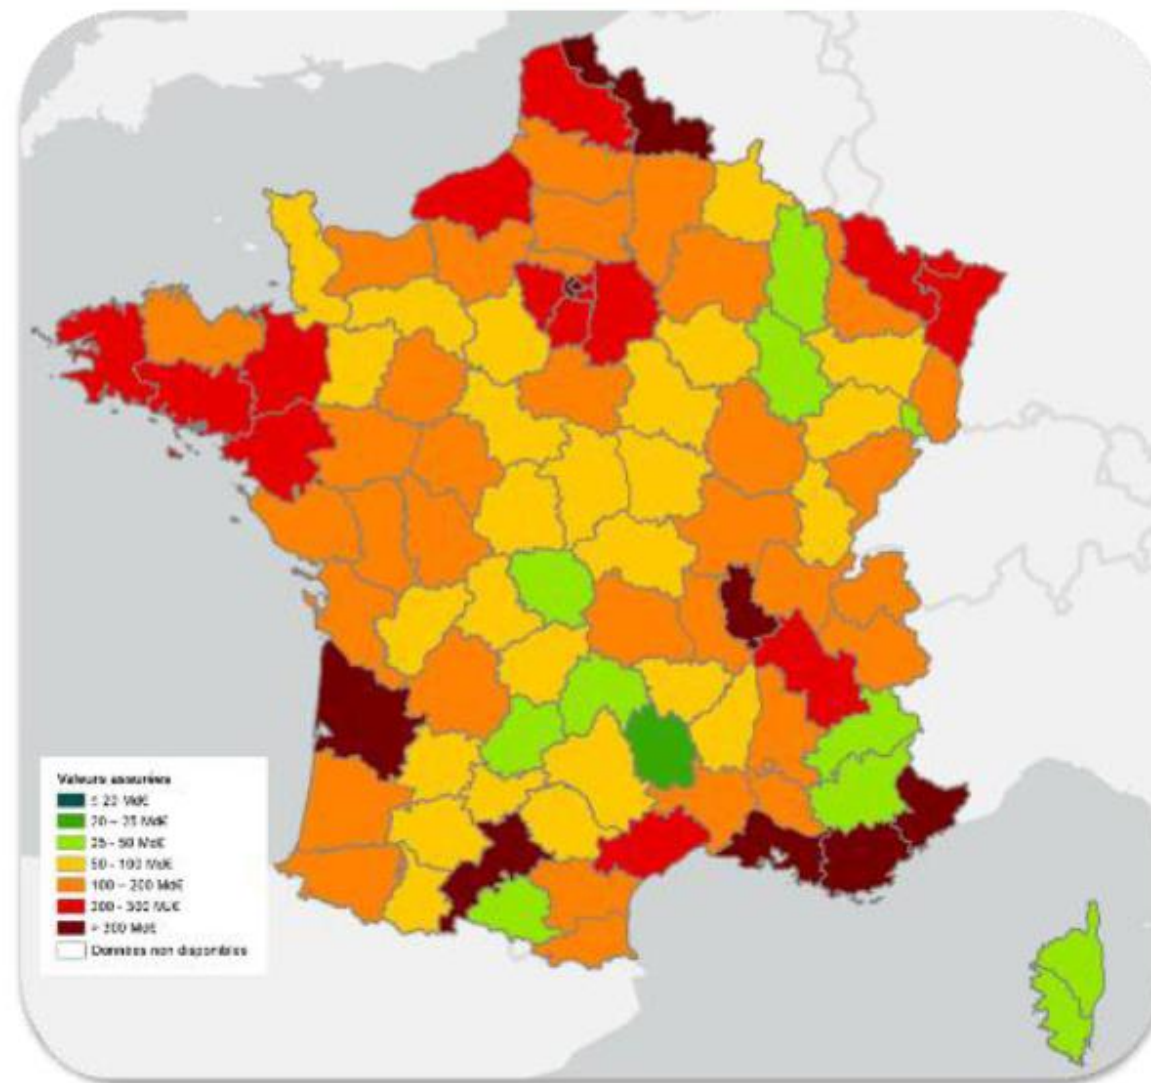 Valeurs assurées
≤ 20 Md€
20 – 25 Md€
25 - 50 Md€
50 - 100 Md€
100 – 200 Md€
200 - 300 Md€
> 300 Md€
Données non disponibles